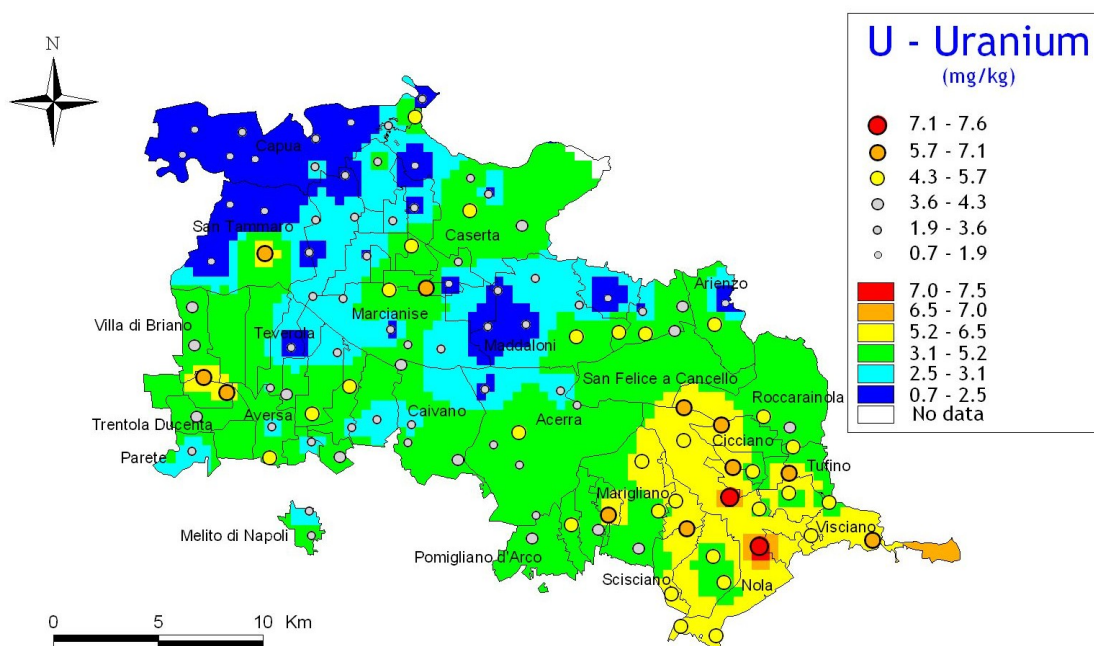 N
U - Uranium
(mg/kg)
7.1 - 7.6
5.7 - 7.1
4.3 - 5.7
3.6 - 4.3
1.9 - 3.6
0.7 - 1.9
7.0 - 7.5
6.5 - 7.0
5.2 - 6.5
3.1 - 5.2
2.5 - 3.1
0.7 - 2.5
No data
Capua
San Tammaro
Caserta
Arienzo
Villa di Briano
Teverola
Marcianise
Maddaloni
San Felice a Cancello
Roccarainola
Trentola Ducenta
Aversa
Caivano
Acerra
Cicciano
Parete
Tufino
Marigliano
Melito di Napoli
Visciano
Pomigliano d'Arco
Scisciano
Nola
0 5 10 Km